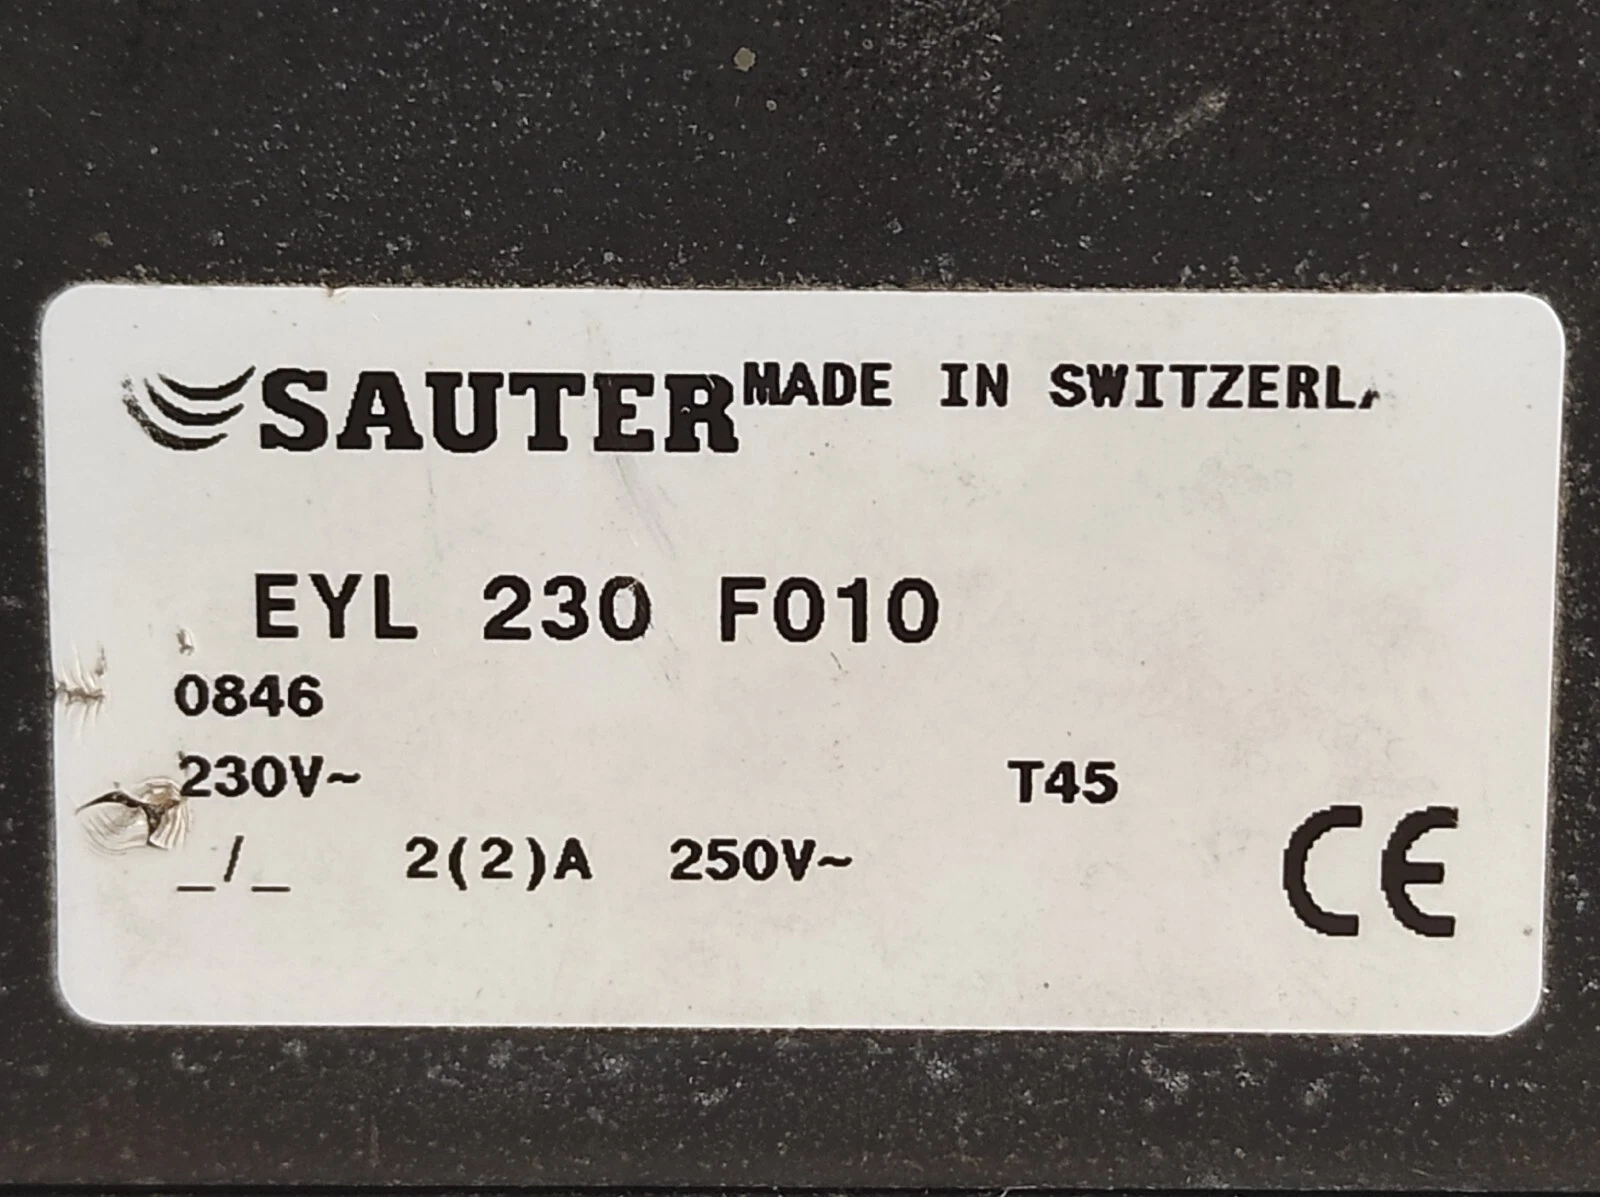 SAUTER MADE IN SWITZERL
EYL 230 F010
0846
230V~ T45
_/_ 2(2)A 250V~
CE